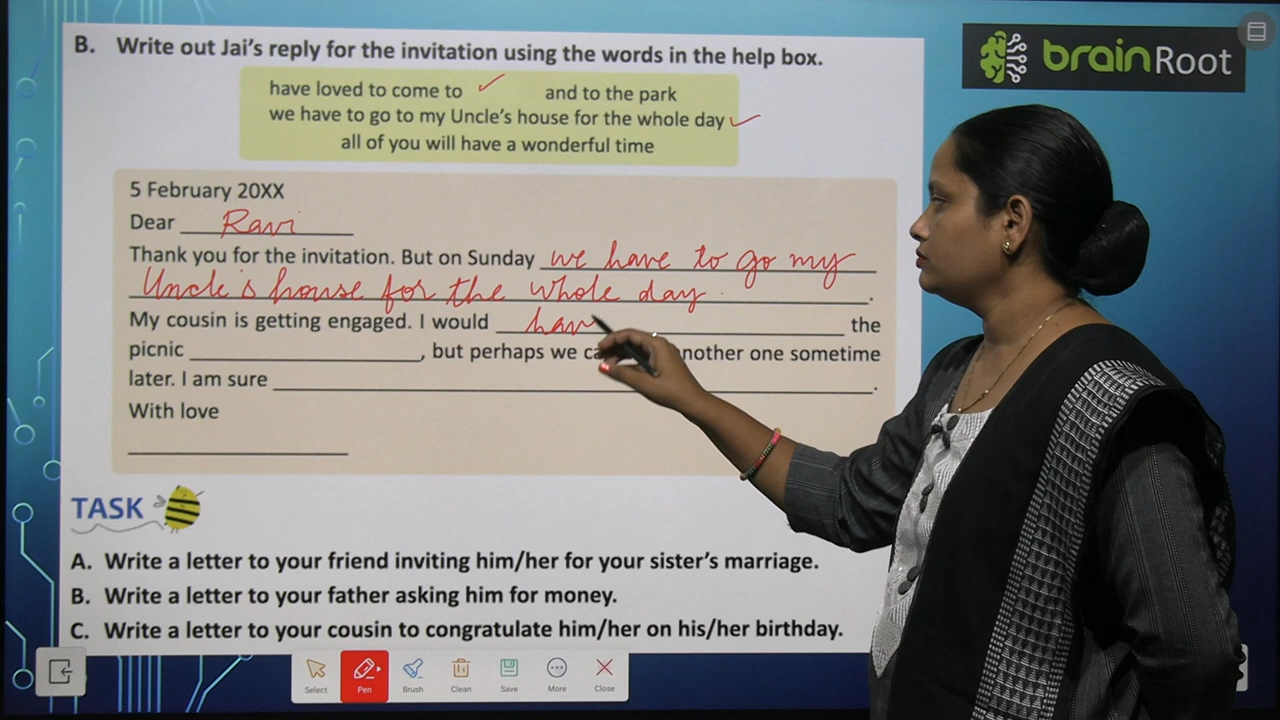 B. Write out Jai's reply for the invitation using the words in the help box.
have loved to come to and to the park
we have to go to my Uncle's house for the whole day
all of you will have a wonderful time
5 February 20XX
Dear Ravi
Thank you for the invitation. But on Sunday we have to go my
Uncle's house for the whole day.
My cousin is getting engaged. I would hav the
picnic , but perhaps we another one sometime
later. I am sure .
With love
TASK
A. Write a letter to your friend inviting him/her for your sister's marriage.
B. Write a letter to your father asking him for money.
C. Write a letter to your cousin to congratulate him/her on his/her birthday.
brainRoot
Select Pen Brush Clean Save More Close